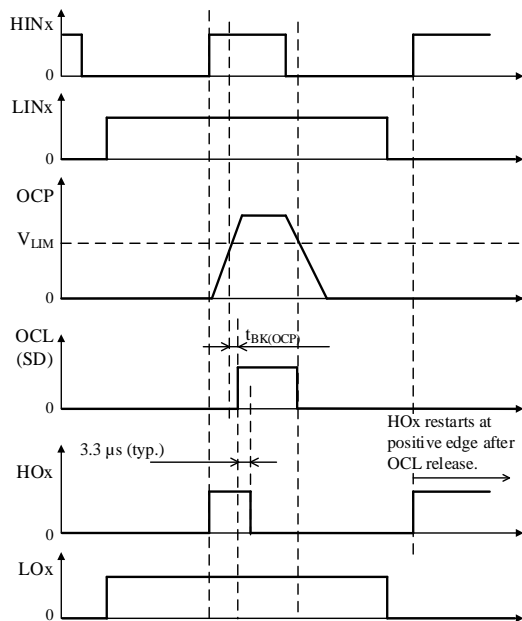 HINx
0
LINx
0
OCP
VLIM
0
OCL
(SD)
tBK(OCP)
0
HOx restarts at
positive edge after
OCL release.
3.3 µs (typ.)
HOx
0
LOx
0